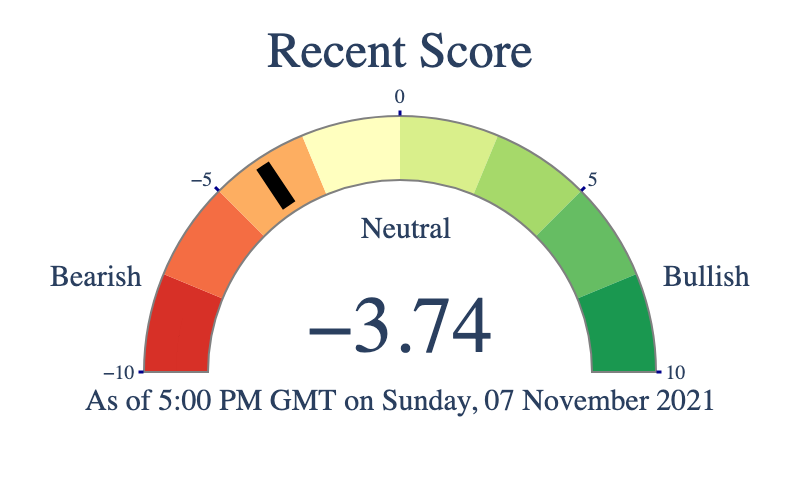 Recent Score
0
−5
5
Neutral
Bearish
Bullish
−3.74
−10
10
As of 5:00 PM GMT on Sunday, 07 November 2021